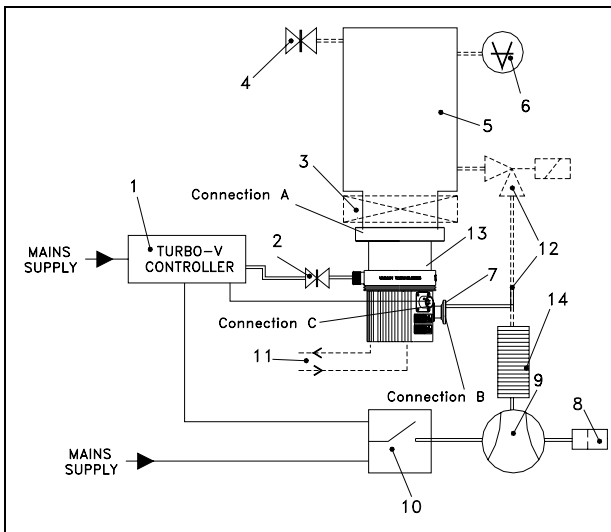 4
6
5
3
Connection A
1
MAINS
SUPPLY
TURBO-V
CONTROLLER
2
13
12
7
Connection C
11
Connection B
14
9
8
MAINS
SUPPLY
10